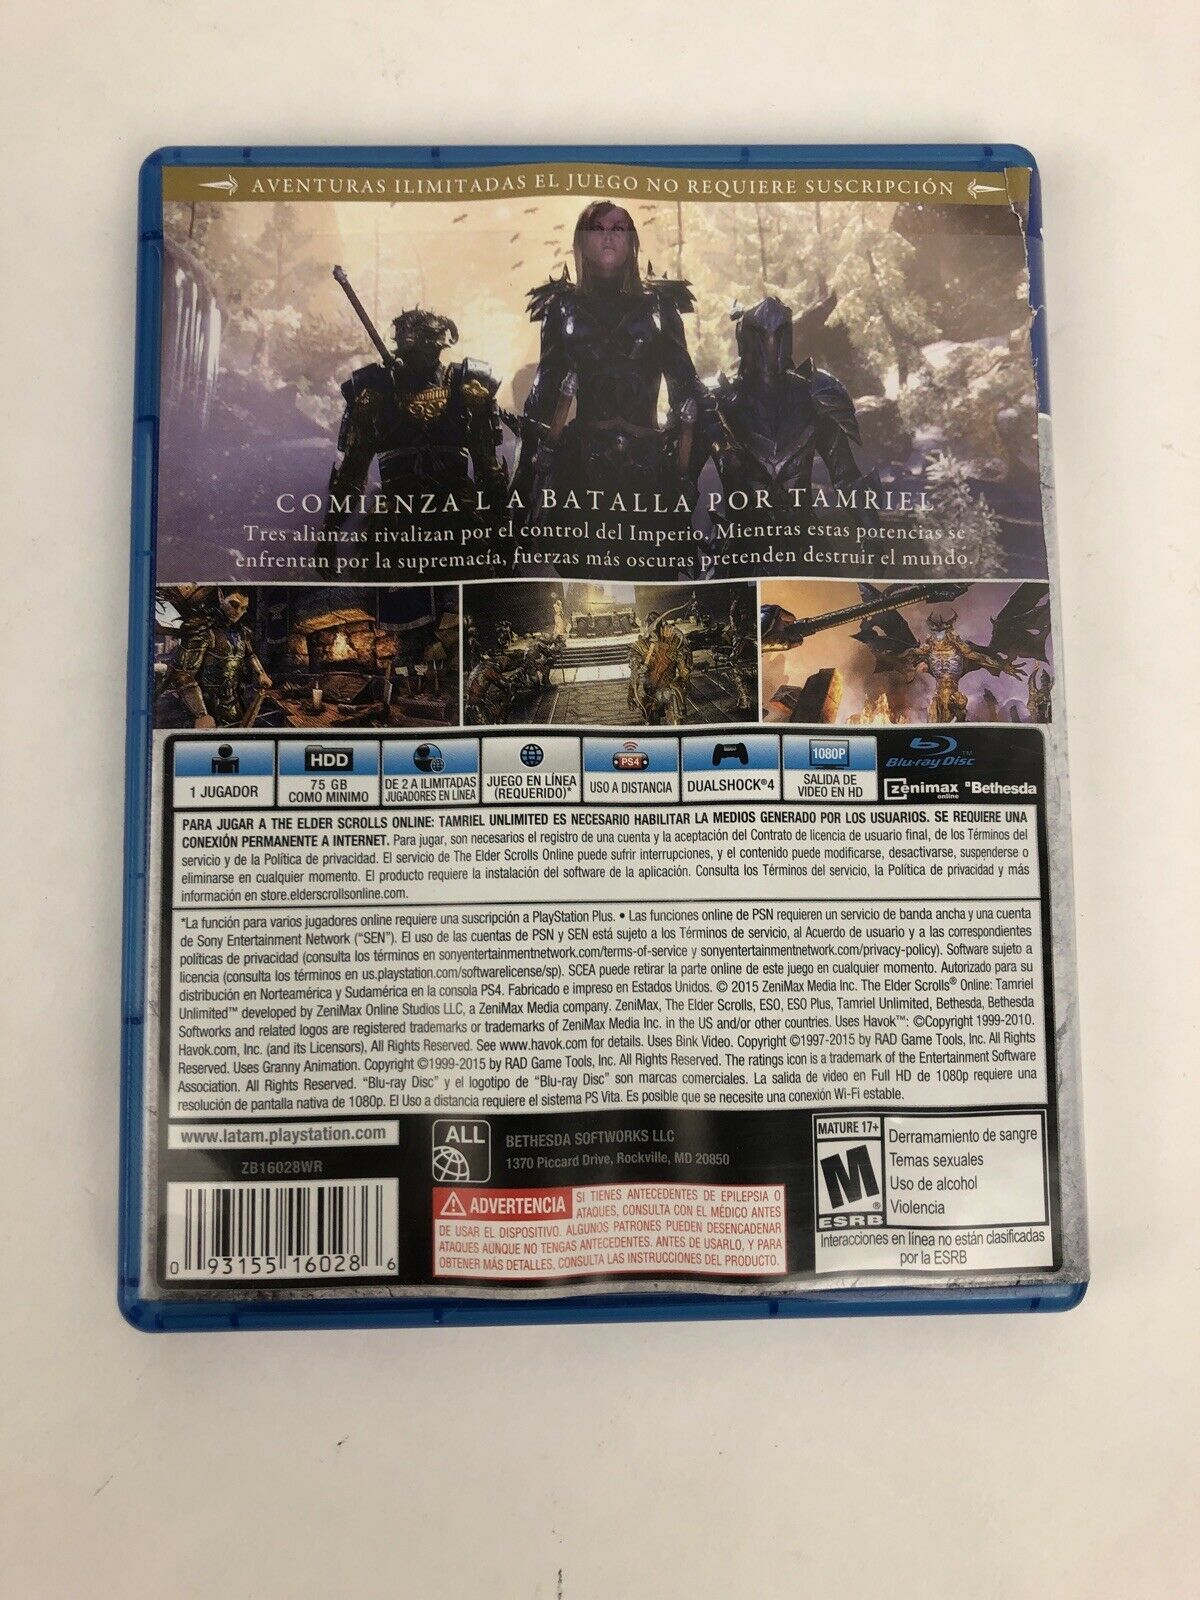 AVENTURAS ILIMITADAS EL JUEGO NO REQUIERE SUSCRIPCIÓN
COMIENZA L A BATALLA POR TAMRIEL
Tres alianzas rivalizan por el control del Imperio. Mientras estas potencias se
enfrentan por la supremacía, fuerzas más oscuras pretenden destruir el mundo.
1 JUGADOR
HDD
75 GB
COMO MINIMO
DE 2 A ILIMITADAS
JUGADORES EN LÍNEA
JUEGO EN LÍNEA
(REQUERIDO)*
PS4
USO A DISTANCIA
DUALSHOCK®4
1080P
SALIDA DE
VIDEO EN HD
Blu-ray Disc™
zenimax online
Bethesda
PARA JUGAR A THE ELDER SCROLLS ONLINE: TAMRIEL UNLIMITED ES NECESARIO HABILITAR LA MEDIOS GENERADO POR LOS USUARIOS. SE REQUIERE UNA
CONEXIÓN PERMANENTE A INTERNET. Para jugar, son necesarios el registro de una cuenta y la aceptación del Contrato de licencia de usuario final, de los Términos del
servicio y de la Política de privacidad. El servicio de The Elder Scrolls Online puede sufrir interrupciones, y el contenido puede modificarse, desactivarse, suspenderse o
eliminarse en cualquier momento. El producto requiere la instalación del software de la aplicación. Consulta los Términos del servicio, la Política de privacidad y más
información en store.elderscrollsonline.com.
*La función para varios jugadores online requiere una suscripción a PlayStation Plus. • Las funciones online de PSN requieren un servicio de banda ancha y una cuenta
de Sony Entertainment Network (“SEN”). El uso de las cuentas de PSN y SEN está sujeto a los Términos de servicio, al Acuerdo de usuario y a las correspondientes
políticas de privacidad (consulta los términos en sonyentertainmentnetwork.com/terms-of-service y sonyentertainmentnetwork.com/privacy-policy). Software sujeto a
licencia (consulta los términos en us.playstation.com/softwarelicense/sp). SCEA puede retirar la parte online de este juego en cualquier momento. Autorizado para su
distribución en Norteamérica y Sudamérica en la consola PS4. Fabricado e impreso en Estados Unidos. © 2015 ZeniMax Media Inc. The Elder Scrolls® Online: Tamriel
Unlimited™ developed by ZeniMax Online Studios LLC, a ZeniMax Media company. ZeniMax, The Elder Scrolls, ESO, ESO Plus, Tamriel Unlimited, Bethesda, Bethesda
Softworks and related logos are registered trademarks or trademarks of ZeniMax Media Inc. in the US and/or other countries. Uses Havok™: ©Copyright 1999-2010.
Havok.com, Inc. (and its Licensors), All Rights Reserved. See www.havok.com for details. Uses Bink Video. Copyright ©1997-2015 by RAD Game Tools, Inc. All Rights
Reserved. Uses Granny Animation. Copyright ©1999-2015 by RAD Game Tools, Inc. All Rights Reserved. The ratings icon is a trademark of the Entertainment Software
Association. All Rights Reserved. “Blu-ray Disc” y el logotipo de “Blu-ray Disc” son marcas comerciales. La salida de video en Full HD de 1080p requiere una
resolución de pantalla nativa de 1080p. El Uso a distancia requiere el sistema PS Vita. Es posible que se necesite una conexión Wi-Fi estable.
www.latam.playstation.com
ZB16028WR
0 93155 16028 6
ALL
BETHESDA SOFTWORKS LLC
1370 Piccard Drive, Rockville, MD 20850
ADVERTENCIA SI TIENES ANTECEDENTES DE EPILEPSIA O
ATAQUES, CONSULTA CON EL MÉDICO ANTES
DE USAR EL DISPOSITIVO. ALGUNOS PATRONES PUEDEN DESENCADENAR
ATAQUES AUNQUE NO TENGAS ANTECEDENTES. ANTES DE USARLO, Y PARA
OBTENER MÁS DETALLES, CONSULTA LAS INSTRUCCIONES DEL PRODUCTO.
MATURE 17+
M®
ESRB
Derramamiento de sangre
Temas sexuales
Uso de alcohol
Violencia
Interacciones en línea no están clasificadas
por la ESRB